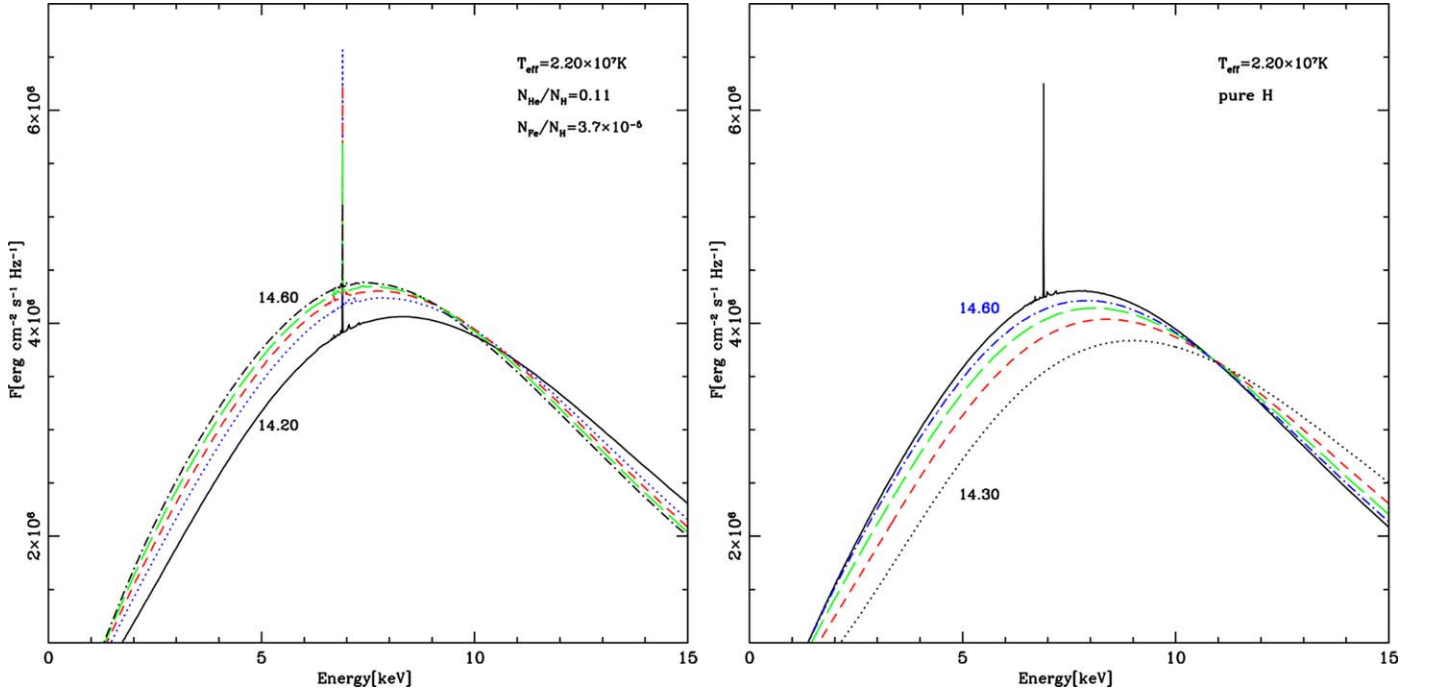 T_eff=2.20×10⁷K
N_He/N_H=0.11
N_Fe/N_H=3.7×10⁻⁵
14.60
14.20
F[erg cm⁻² s⁻¹ Hz⁻¹]
6×10⁶
4×10⁶
2×10⁶
0
5
10
15
Energy[keV]
T_eff=2.20×10⁷K
pure H
14.60
14.30
F[erg cm⁻² s⁻¹ Hz⁻¹]
6×10⁶
4×10⁶
2×10⁶
0
5
10
15
Energy[keV]